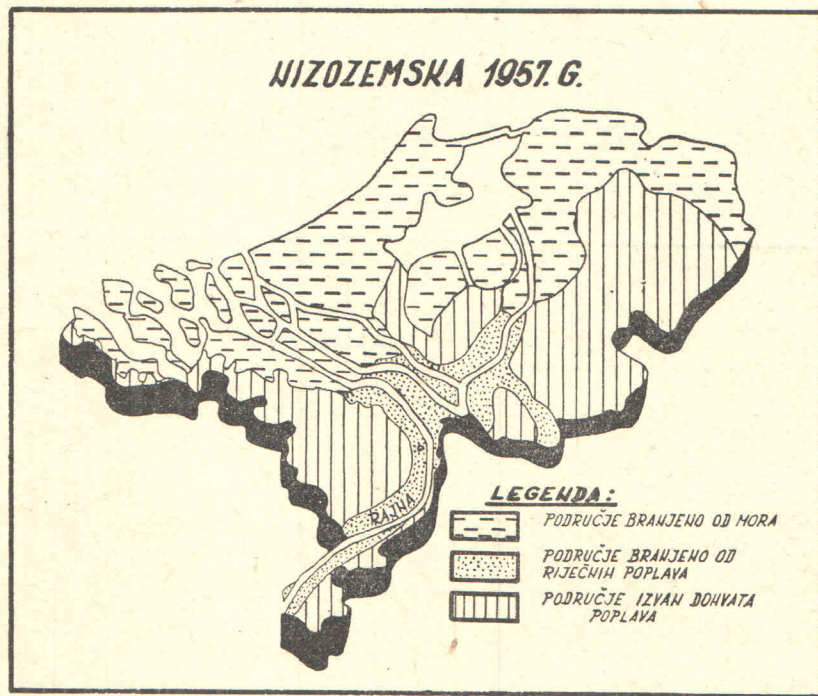 NIZOZEMSKA 1957. G.
RAJNA
LEGENDA:
PODRUČJE BRANJENO OD MORA
PODRUČJE BRANJENO OD
RIJEČNIH POPLAVA
PODRUČJE IZVAN DOHVATA
POPLAVA